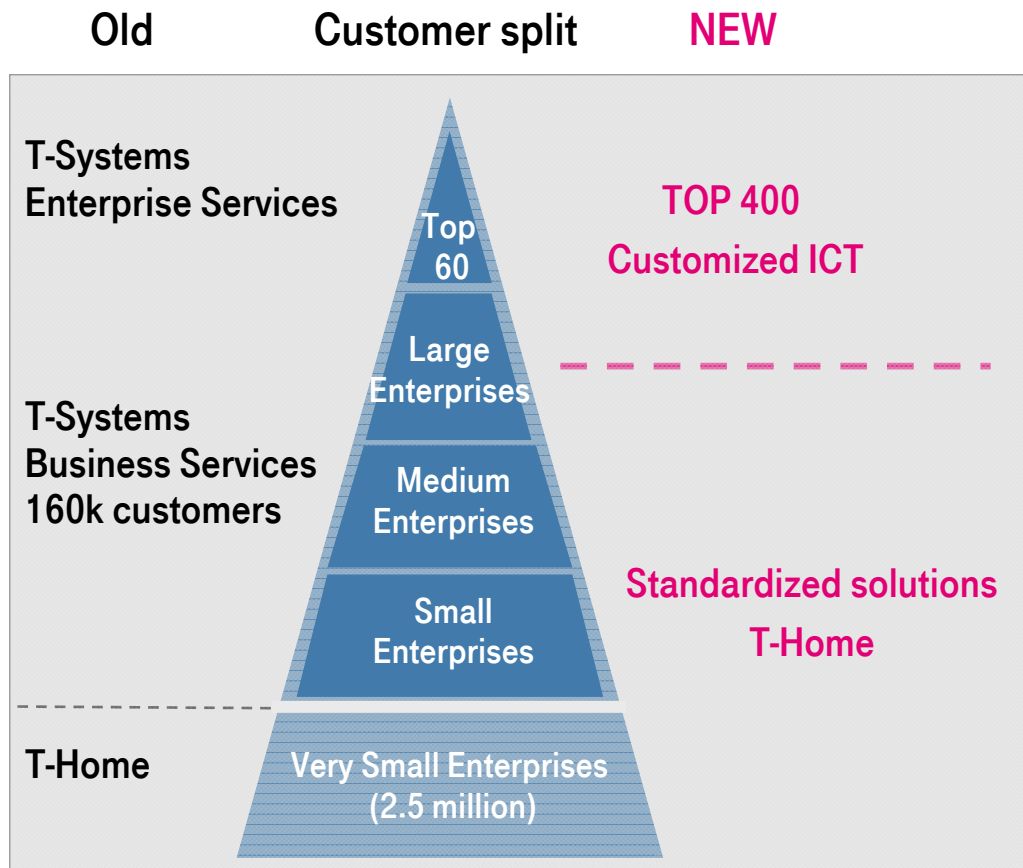 Old
Customer split
NEW
T-Systems
Enterprise Services
Top
60
TOP 400
Customized ICT
Large
Enterprises
T-Systems
Business Services
160k customers
Medium
Enterprises
Small
Enterprises
Standardized solutions
T-Home
T-Home
Very Small Enterprises
(2.5 million)